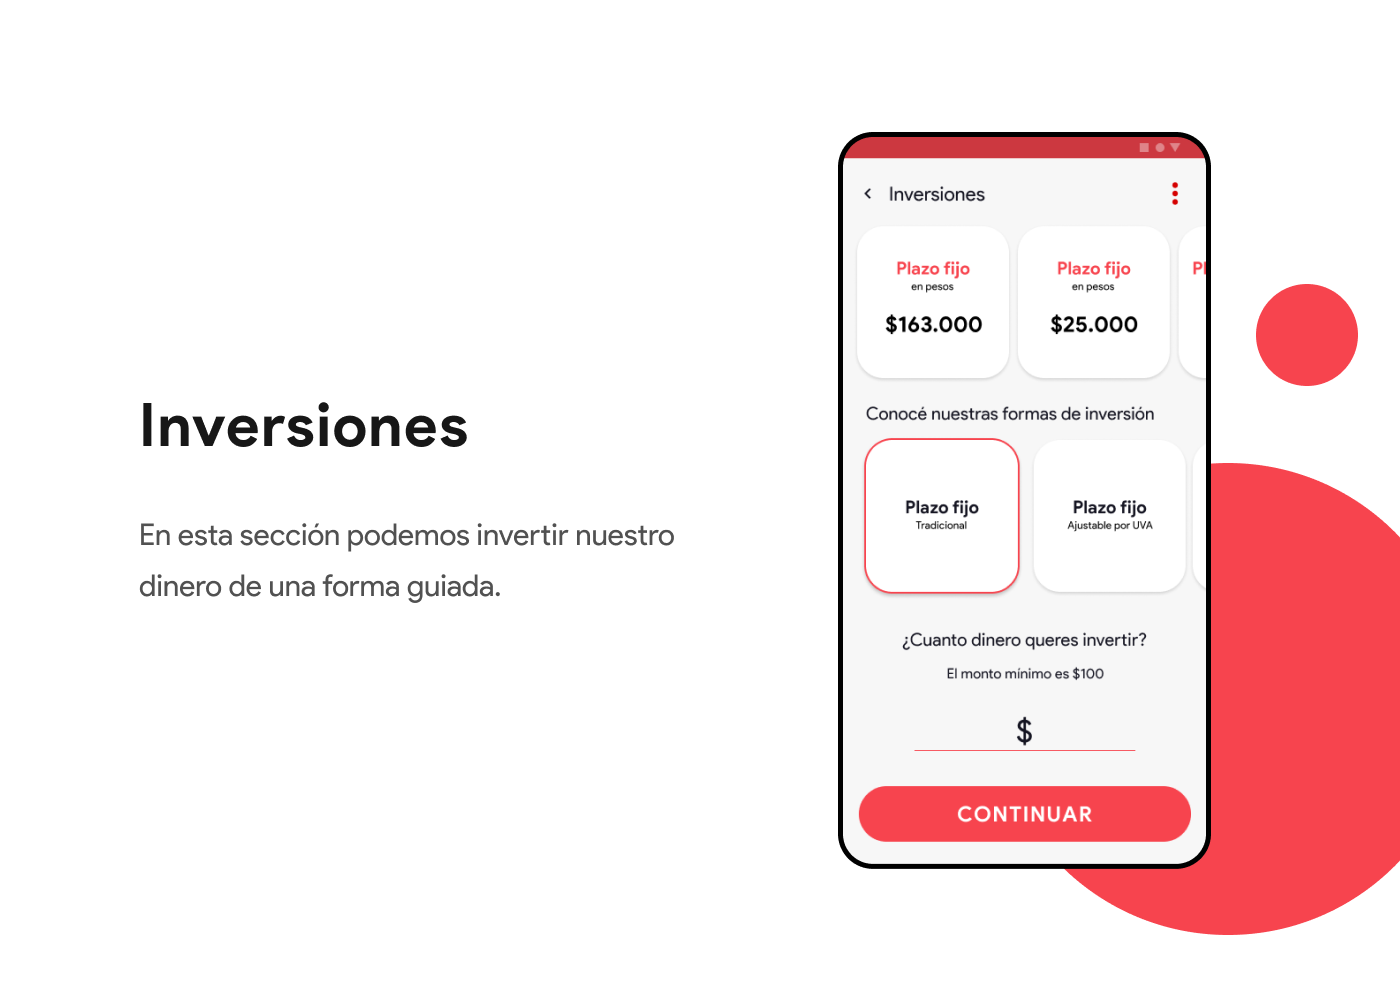 Inversiones
En esta sección podemos invertir nuestro
dinero de una forma guiada.
Inversiones
Plazo fijo
en pesos
$163.000
Plazo fijo
en pesos
$25.000
Conocé nuestras formas de inversión
Plazo fijo
Tradicional
Plazo fijo
Ajustable por UVA
¿Cuanto dinero queres invertir?
El monto mínimo es $100
$
CONTINUAR